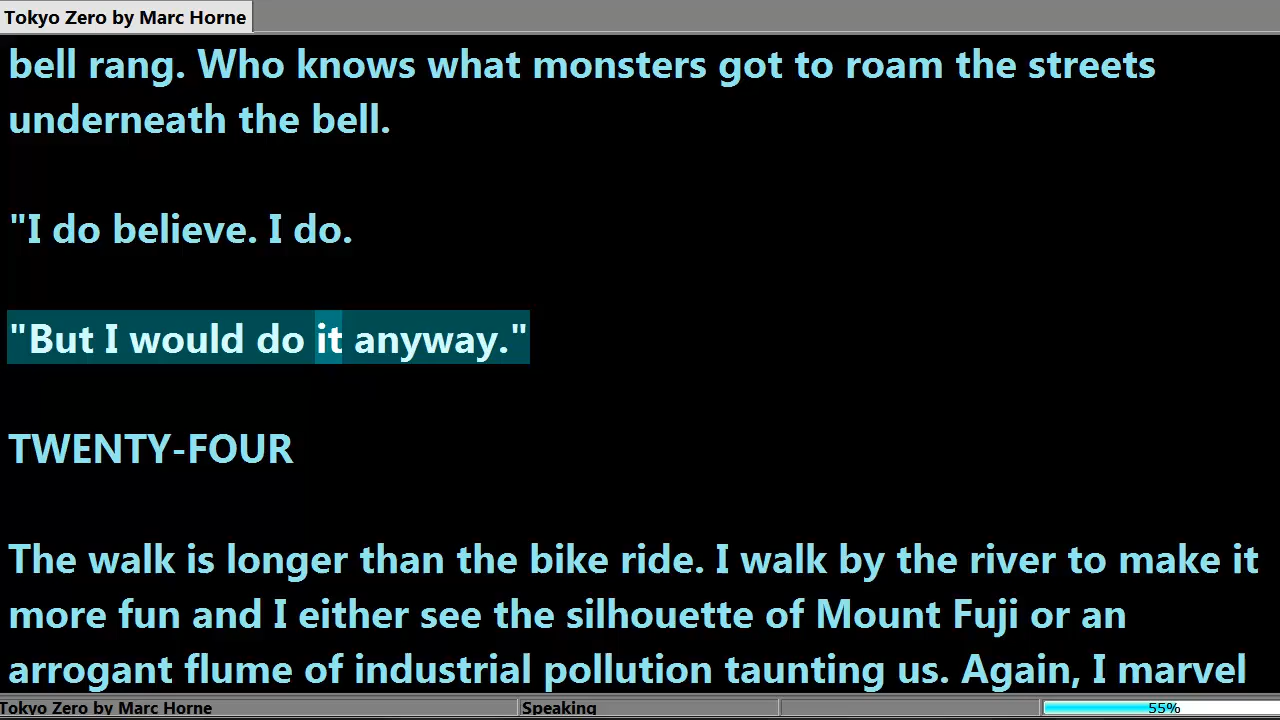 Tokyo Zero by Marc Horne
bell rang. Who knows what monsters got to roam the streets
underneath the bell.
"I do believe. I do.
"But I would do it anyway."
TWENTY-FOUR
The walk is longer than the bike ride. I walk by the river to make it
more fun and I either see the silhouette of Mount Fuji or an
arrogant flume of industrial pollution taunting us. Again, I marvel
Tokyo Zero by Marc Horne
Speaking
55%